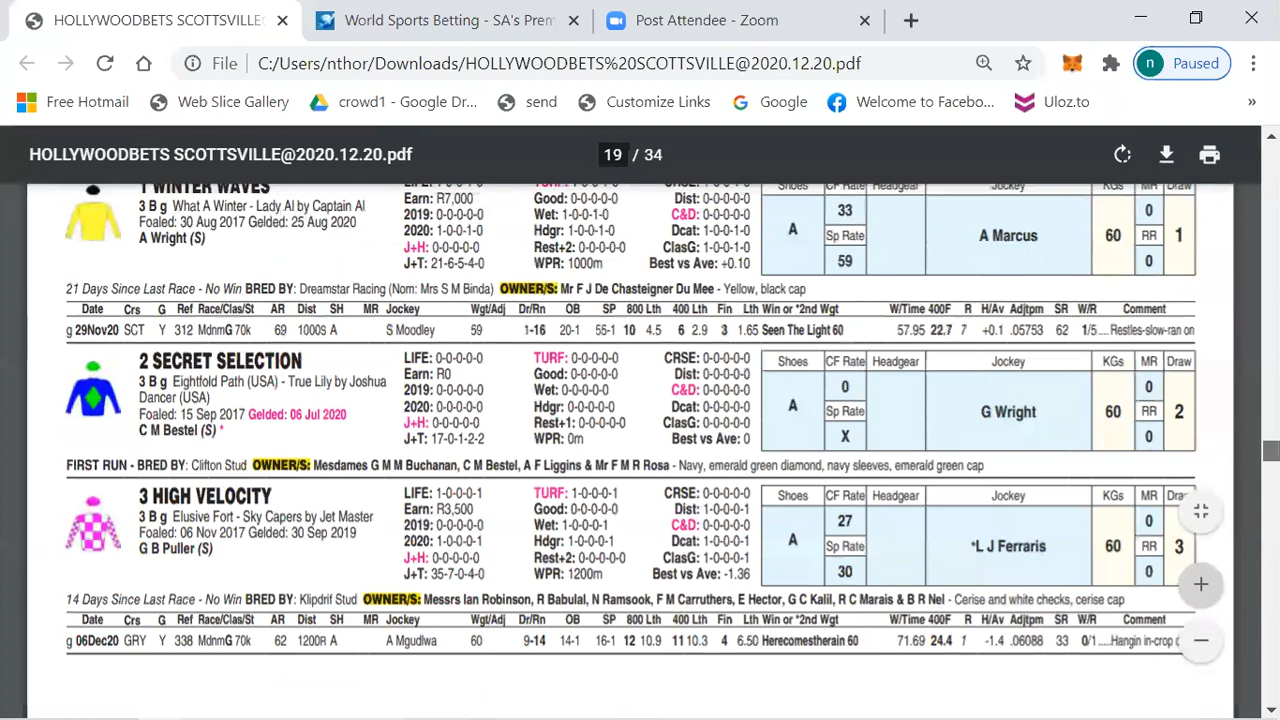 HOLLYWOODBETS SCOTTSVILLE
World Sports Betting - SA's Prem
Post Attendee - Zoom
File C:/Users/nthor/Downloads/HOLLYWOODBETS%20SCOTTSVILLE@2020.12.20.pdf n Paused
Free Hotmail Web Slice Gallery crowd1 - Google Dr... send Customize Links Google Welcome to Facebo... Uloz.to »
HOLLYWOODBETS SCOTTSVILLE@2020.12.20.pdf 19 / 34
1 WINTER WAVES
3 B g What A Winter - Lady Al by Captain Al
Foaled: 30 Aug 2017 Gelded: 25 Aug 2020
A Wright (S)
Earn: R7,000 Good: 0-0-0-0-0 Dist: 0-0-0-0-0
2019: 0-0-0-0-0 Wet: 1-0-0-1-0 C&D: 0-0-0-0-0
2020: 1-0-0-1-0 Hdgr: 1-0-0-1-0 Dcat: 1-0-0-1-0
J+H: 0-0-0-0-0 Rest+2: 0-0-0-0-0 ClasG: 1-0-0-1-0
J+T: 21-6-5-4-0 WPR: 1000m Best vs Ave: +0.10
Shoes CF Rate Headgear Jockey KGs MR Draw
A 33 Sp Rate 59 A Marcus 60 0 RR 0 1
21 Days Since Last Race - No Win BRED BY: Dreamstar Racing (Nom: Mrs S M Binda) OWNER/S: Mr F J De Chasteigner Du Mee - Yellow, black cap
Date Crs G Ref Race/Clas/St AR Dist SH MR Jockey Wgt/Adj Dr/Rn OB SP 800 Lth 400 Lth Fin Lth Win or *2nd Wgt W/Time 400F R H/Av Adjtpm SR W/R Comment
g 29Nov20 SCT Y 312 MdnmG 70k 69 1000S A S Moodley 59 1-16 20-1 55-1 10 4.5 6 2.9 3 1.65 Seen The Light 60 57.95 22.7 7 +0.1 .05753 62 1/5.... Restles-slow-ran on
2 SECRET SELECTION
3 B g Eightfold Path (USA) - True Lily by Joshua
Dancer (USA)
Foaled: 15 Sep 2017 Gelded: 06 Jul 2020
C M Bestel (S) *
LIFE: 0-0-0-0-0 TURF: 0-0-0-0-0 CRSE: 0-0-0-0-0
Earn: R0 Good: 0-0-0-0-0 Dist: 0-0-0-0-0
2019: 0-0-0-0-0 Wet: 0-0-0-0-0 C&D: 0-0-0-0-0
2020: 0-0-0-0-0 Hdgr: 0-0-0-0-0 Dcat: 0-0-0-0-0
J+H: 0-0-0-0-0 Rest+1: 0-0-0-0-0 ClasG: 0-0-0-0-0
J+T: 17-0-1-2-2 WPR: 0m Best vs Ave: 0
Shoes CF Rate Headgear Jockey KGs MR Draw
A 0 Sp Rate X G Wright 60 0 RR 0 2
FIRST RUN - BRED BY: Clifton Stud OWNER/S: Mesdames G M M Buchanan, C M Bestel, A F Liggins & Mr F M R Rosa - Navy, emerald green diamond, navy sleeves, emerald green cap
3 HIGH VELOCITY
3 B g Elusive Fort - Sky Capers by Jet Master
Foaled: 06 Nov 2017 Gelded: 30 Sep 2019
G B Puller (S)
LIFE: 1-0-0-0-1 TURF: 1-0-0-0-1 CRSE: 0-0-0-0-0
Earn: R3,500 Good: 0-0-0-0-0 Dist: 1-0-0-0-1
2019: 0-0-0-0-0 Wet: 1-0-0-0-1 C&D: 0-0-0-0-0
2020: 1-0-0-0-1 Hdgr: 1-0-0-0-1 Dcat: 1-0-0-0-1
J+H: 0-0-0-0-0 Rest+2: 0-0-0-0-0 ClasG: 1-0-0-0-1
J+T: 35-7-0-4-0 WPR: 1200m Best vs Ave: -1.36
Shoes CF Rate Headgear Jockey KGs MR Dra
A 27 Sp Rate 30 *L J Ferraris 60 0 RR 0 3
14 Days Since Last Race - No Win BRED BY: Klipdrif Stud OWNER/S: Messrs Ian Robinson, R Babulal, N Ramsook, F M Carruthers, E Hector, G C Kalil, R C Marais & B R Nel - Cerise and white checks, cerise cap
Date Crs G Ref Race/Clas/St AR Dist SH MR Jockey Wgt/Adj Dr/Rn OB SP 800 Lth 400 Lth Fin Lth Win or *2nd Wgt W/Time 400F R H/Av Adjtpm SR W/R Comment
g 06Dec20 GRY Y 338 MdnmG 70k 62 1200R A A Mgudlwa 60 9-14 14-1 16-1 12 10.9 11 10.3 4 6.50 Herecomestherain 60 71.69 24.4 1 -1.4 .06088 33 0/1.....Hangin in-crop